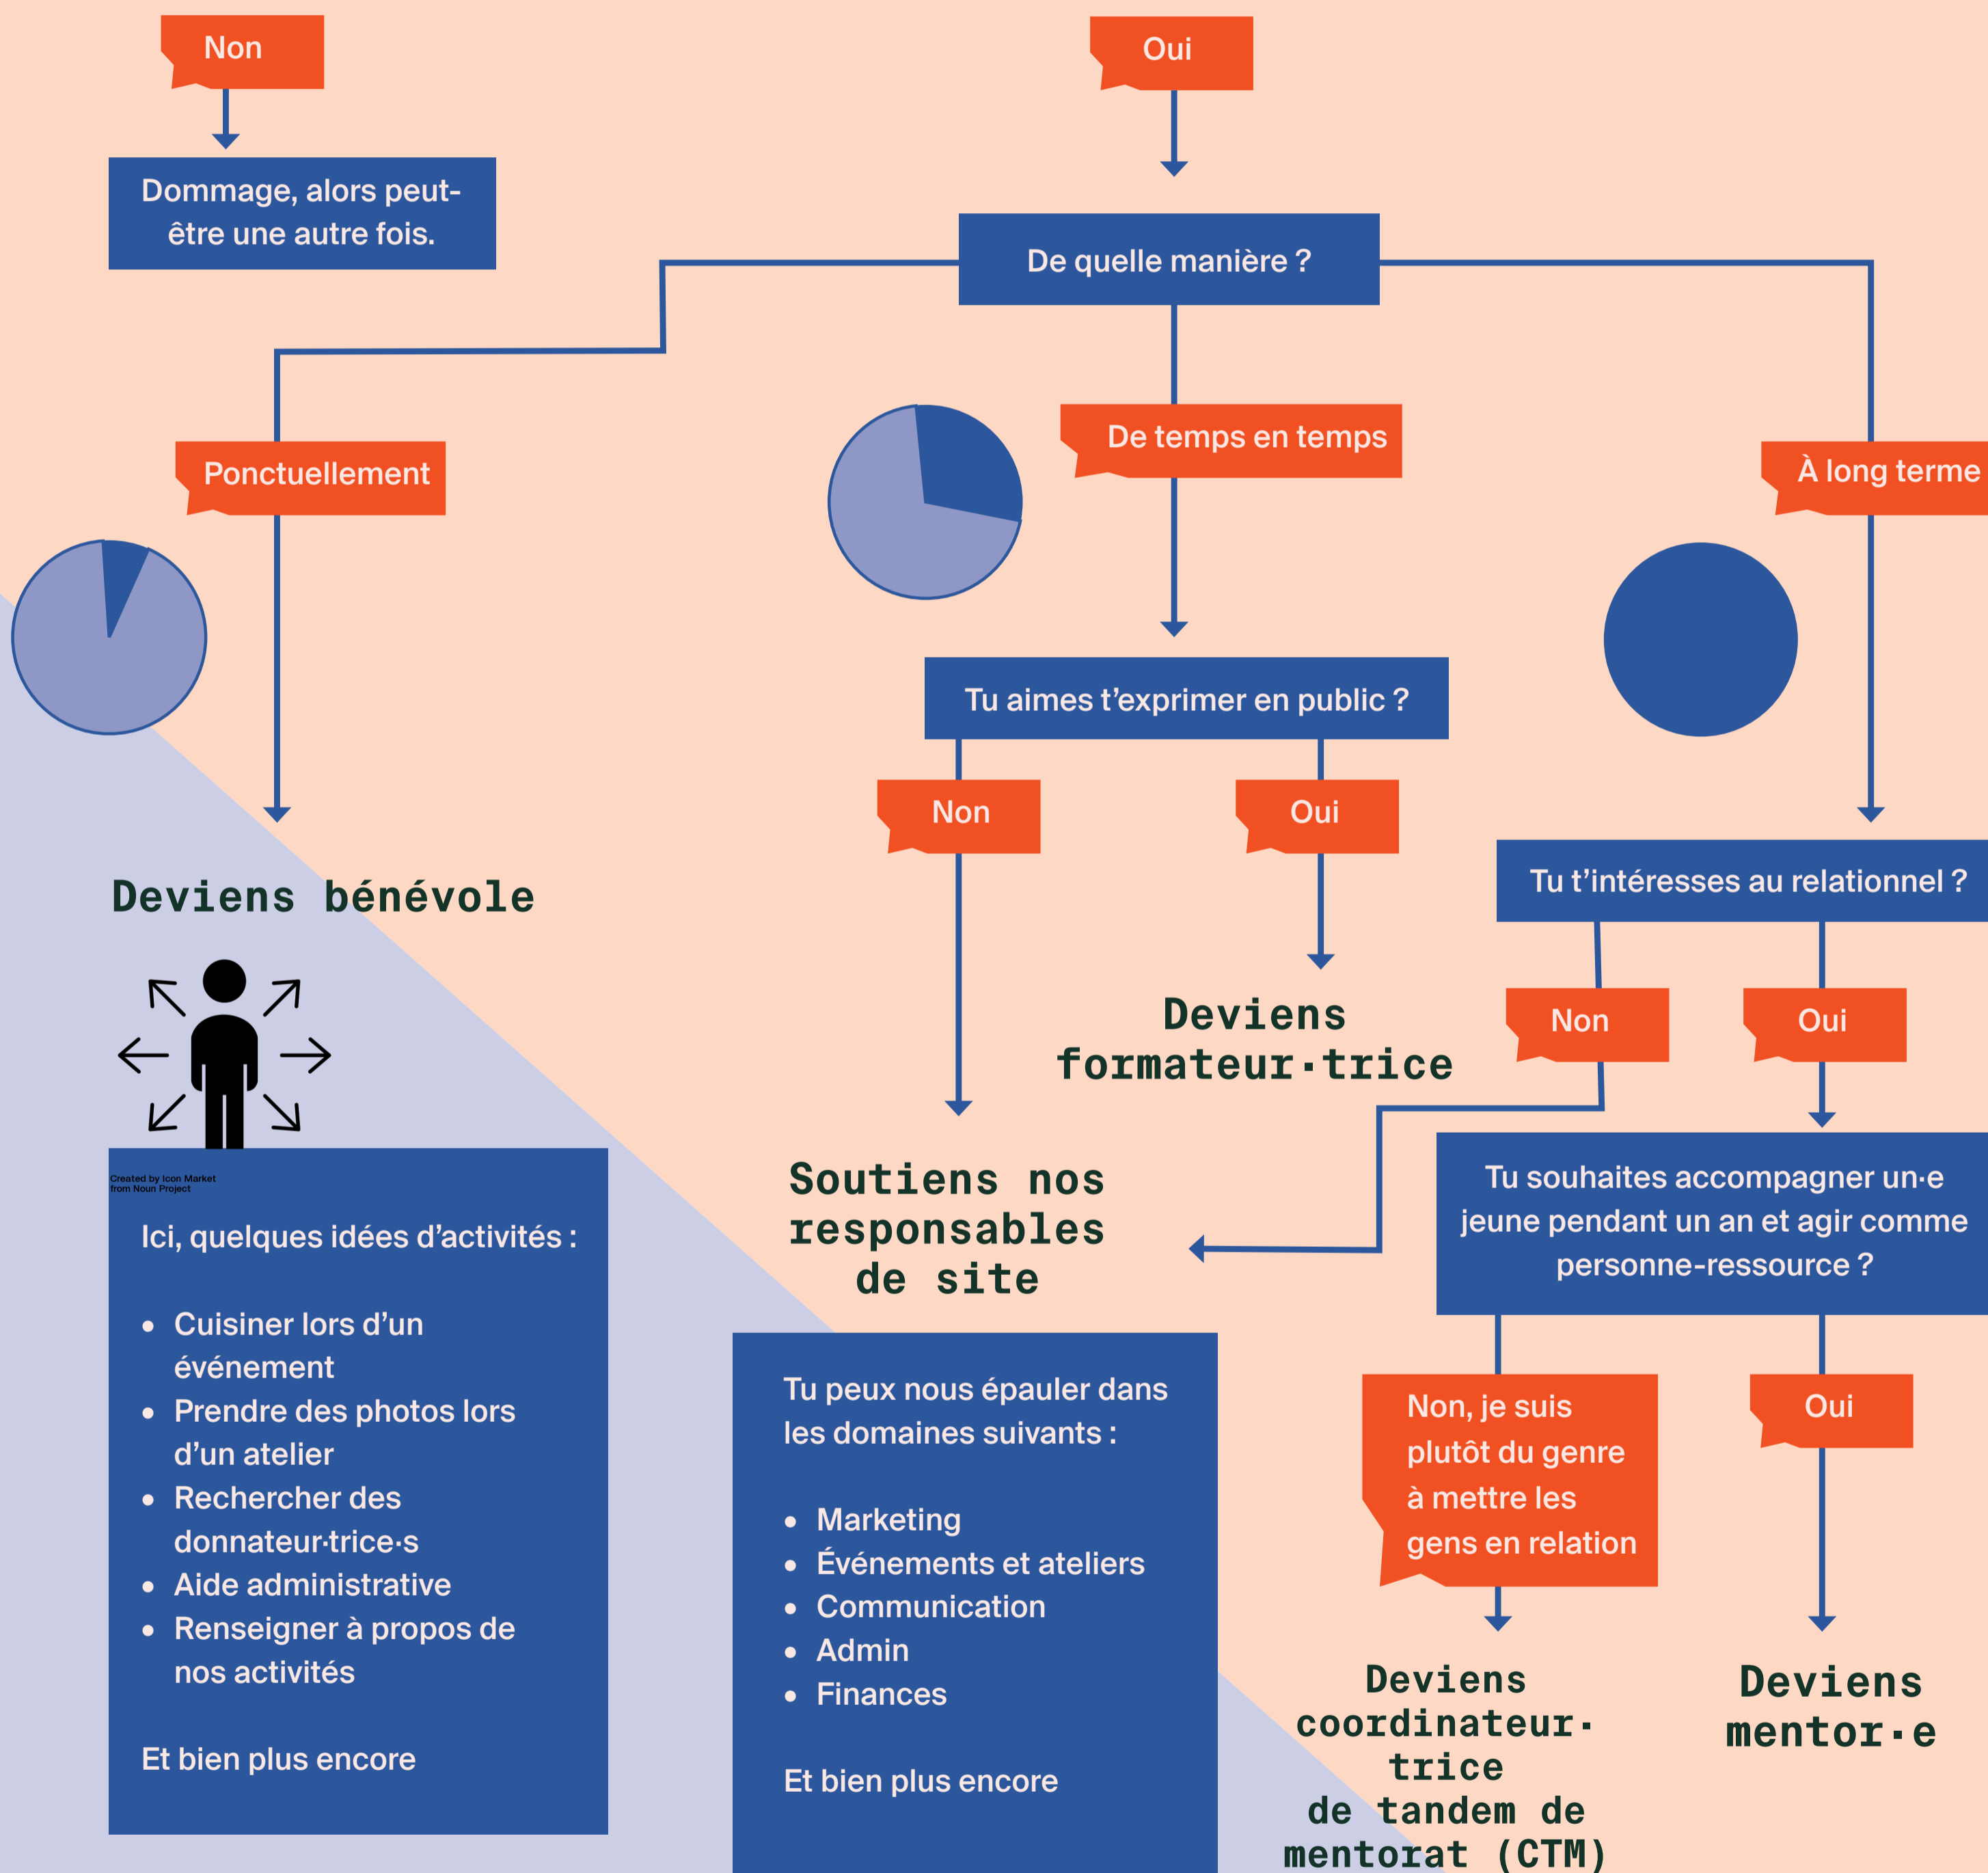 Non
Oui
Dommage, alors peut-
être une autre fois.
De quelle manière ?
Ponctuellement
De temps en temps
À long terme
Tu aimes t’exprimer en public ?
Non
Oui
Tu t’intéresses au relationnel ?
Deviens bénévole
Deviens
formateur·trice
Non
Oui
Created by Icon Market
from Noun Project
Ici, quelques idées d’activités :
• Cuisiner lors d’un
événement
• Prendre des photos lors
d’un atelier
• Rechercher des
donnateur·trice·s
• Aide administrative
• Renseigner à propos de
nos activités
Et bien plus encore
Soutiens nos
responsables
de site
Tu peux nous épauler dans
les domaines suivants :
• Marketing
• Événements et ateliers
• Communication
• Admin
• Finances
Et bien plus encore
Tu souhaites accompagner un·e
jeune pendant un an et agir comme
personne-ressource ?
Non, je suis
plutôt du genre
à mettre les
gens en relation
Oui
Deviens
coordinateur·
trice
de tandem de
mentorat (CTM)
Deviens
mentor·e